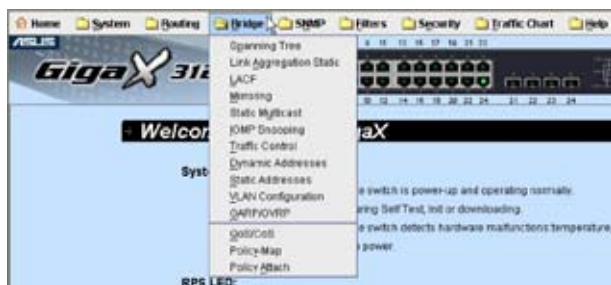 Home System Routing Bridge SNMP Filters Security Traffic Chart Help
ASUS
GigaX 312
Spanning Tree
Link Aggregation Static
LACP
Mirroring
Static Multicast
IGMP Snooping
Traffic Control
Dynamic Addresses
Static Addresses
VLAN Configuration
GARP/GVRP
QoS/CoS
Policy-Map
Policy Attach
Welco
aX
Syst
e switch is power-up and operating normally.
ring Self Test, Init or downloading.
e switch detects hardware malfunctions temperature,
power.
RPS LED: